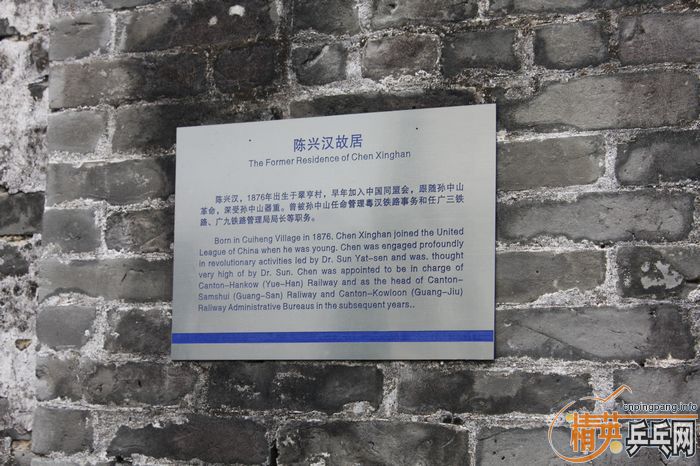 陈兴汉故居
The Former Residence of Chen Xinghan
陈兴汉，1876年出生于翠亨村，早年加入中国同盟会，跟随孙中山
革命，深受孙中山器重。曾被孙中山任命管理粤汉铁路事务和任广三铁
路、广九铁路管理局局长等职务。
Born in Cuiheng Village in 1876. Chen Xinghan joined the United
League of China when he was young. Chen was engaged profoundly
in revolutionary activities led by Dr. Sun Yat-sen and was. thought
very high of by Dr. Sun. Chen was appointed to be in charge of
Canton-Hankow (Yue-Han) Railway and as the head of Canton-
Samshui (Guang-San) Railway and Canton-Kowloon (Guang-Jiu)
Railway Administrative Bureaus in the subsequent years..
cnpingpang.info
精英乒乓网